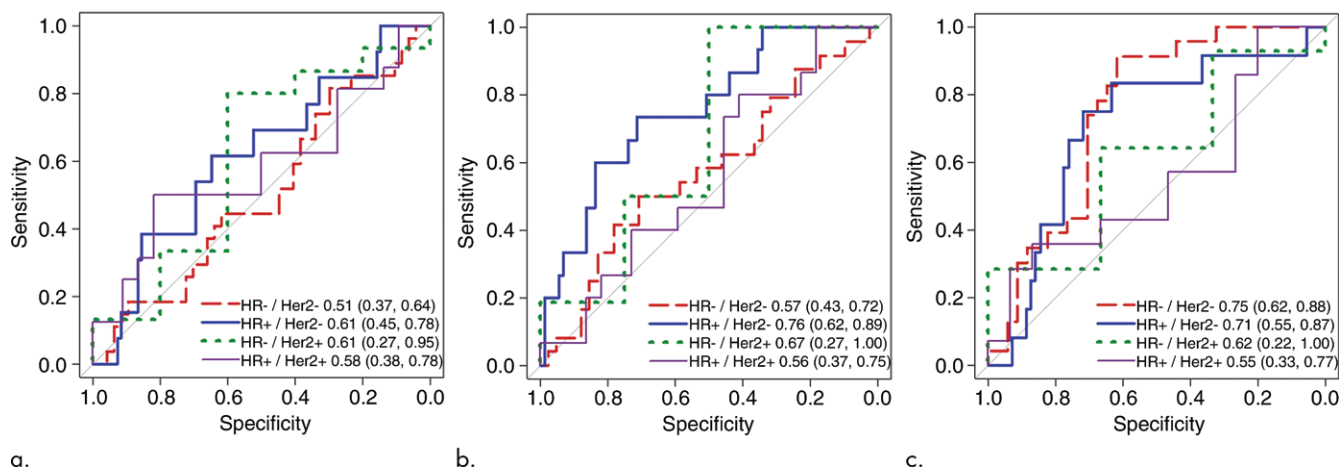 1.0
0.8
0.6
0.4
0.2
0.0
Sensitivity
HR- / Her2- 0.51 (0.37, 0.64)
HR+ / Her2- 0.61 (0.45, 0.78)
HR- / Her2+ 0.61 (0.27, 0.95)
HR+ / Her2+ 0.58 (0.38, 0.78)
1.0 0.8 0.6 0.4 0.2 0.0
Specificity
a.
1.0
0.8
0.6
0.4
0.2
0.0
Sensitivity
HR- / Her2- 0.57 (0.43, 0.72)
HR+ / Her2- 0.76 (0.62, 0.89)
HR- / Her2+ 0.67 (0.27, 1.00)
HR+ / Her2+ 0.56 (0.37, 0.75)
1.0 0.8 0.6 0.4 0.2 0.0
Specificity
b.
1.0
0.8
0.6
0.4
0.2
0.0
Sensitivity
HR- / Her2- 0.75 (0.62, 0.88)
HR+ / Her2- 0.71 (0.55, 0.87)
HR- / Her2+ 0.62 (0.22, 1.00)
HR+ / Her2+ 0.55 (0.33, 0.77)
1.0 0.8 0.6 0.4 0.2 0.0
Specificity
c.